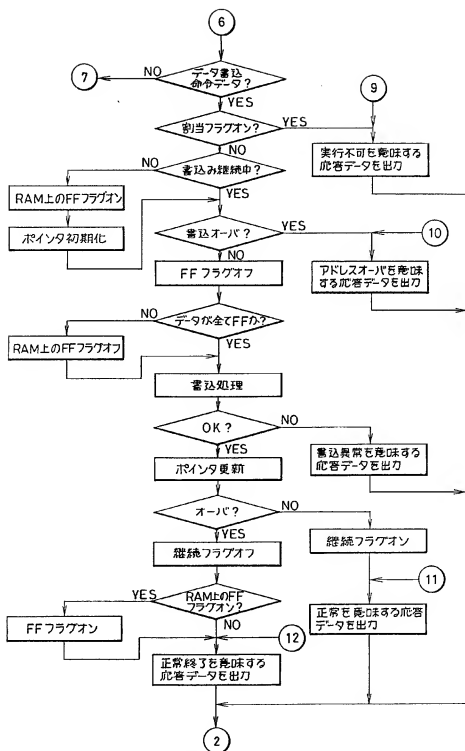 6
データ書込
命令データ?
NO
7
YES
9
割当フラグオン?
YES
NO
実行不可を意味する
応答データを出力
書込み継続中?
NO
YES
RAM上のFFフラグオン
ポインタ初期化
書込オーバ?
YES
10
NO
アドレスオーバを意味
する応答データを出力
FFフラグオフ
データが全てFFか?
NO
YES
RAM上のFFフラグオフ
書込処理
OK?
NO
YES
書込異常を意味する
応答データを出力
ポインタ更新
オーバ?
NO
YES
継続フラグオン
継続フラグオフ
11
RAM上のFF
フラグオン?
YES
NO
正常を意味する応答
データを出力
FFフラグオン
12
正常終了を意味する
応答データを出力
2